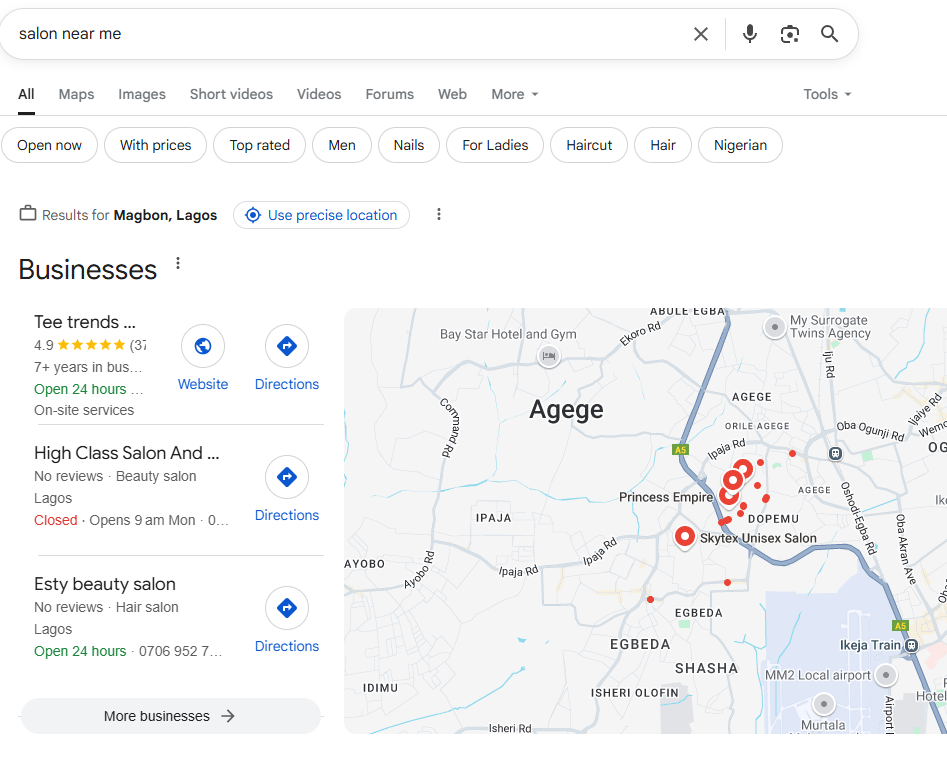 salon near me
All Maps Images Short videos Videos Forums Web More Tools
Open now With prices Top rated Men Nails For Ladies Haircut Hair Nigerian
Results for Magbon, Lagos Use precise location
Businesses
Tee trends ...
4.9 (37
7+ years in bus...
Open 24 hours ...
On-site services
Website
Directions
High Class Salon And ...
No reviews · Beauty salon
Lagos
Closed · Opens 9 am Mon · 0...
Directions
Esty beauty salon
No reviews · Hair salon
Lagos
Open 24 hours · 0706 952 7...
Directions
More businesses
ABULE EGBA
Bay Star Hotel and Gym
Ekoro Rd
My Surrogate
Twins Agency
Iju Rd
Agege
AGEGE
Command Rd
ORILE AGEGE
Oba Ogunji Rd
Ijaiye Rd
A5
Ipaja Rd
Princess Empire
AGEGE
IPAJA
DOPEMU
Oshodi-Egba Rd
Oba Akran Ave
Skytex Unisex Salon
Ipaja Rd
AYOBO
Ayobo Rd
Ipaja Rd
EGBEDA
A5
EGBEDA
Ikeja Train
SHASHA
MM2 Local airport
IDIMU
ISHERI OLOFIN
Hotel
Airport
Isheri Rd
Murtala